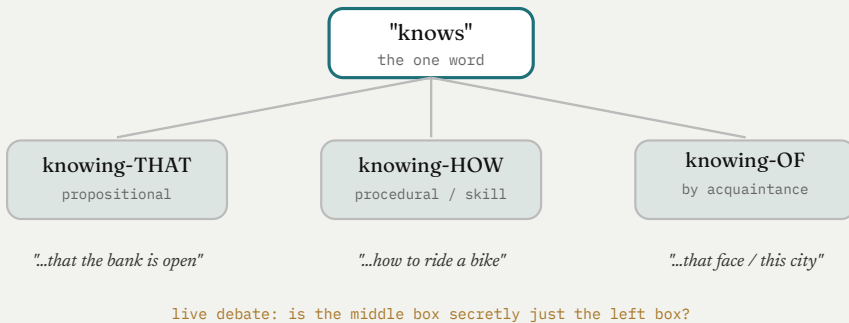 "knows"
the one word
knowing-THAT
propositional
knowing-HOW
procedural / skill
knowing-OF
by acquaintance
"...that the bank is open"
"...how to ride a bike"
"...that face / this city"
live debate: is the middle box secretly just the left box?